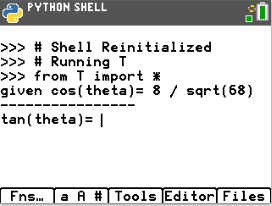 PYTHON SHELL
>>> # Shell Reinitialized
>>> # Running T
>>> from T import *
given cos(theta)= 8 / sqrt(68)
----------------
tan(theta)= |
Fns… a A # Tools Editor Files